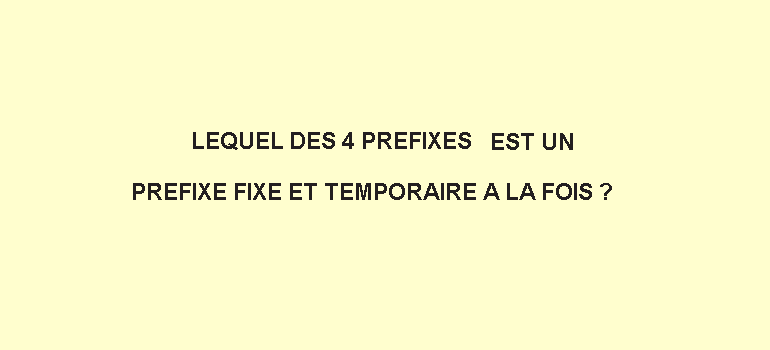 LEQUEL DES 4 PREFIXES EST UN
PREFIXE FIXE ET TEMPORAIRE A LA FOIS ?